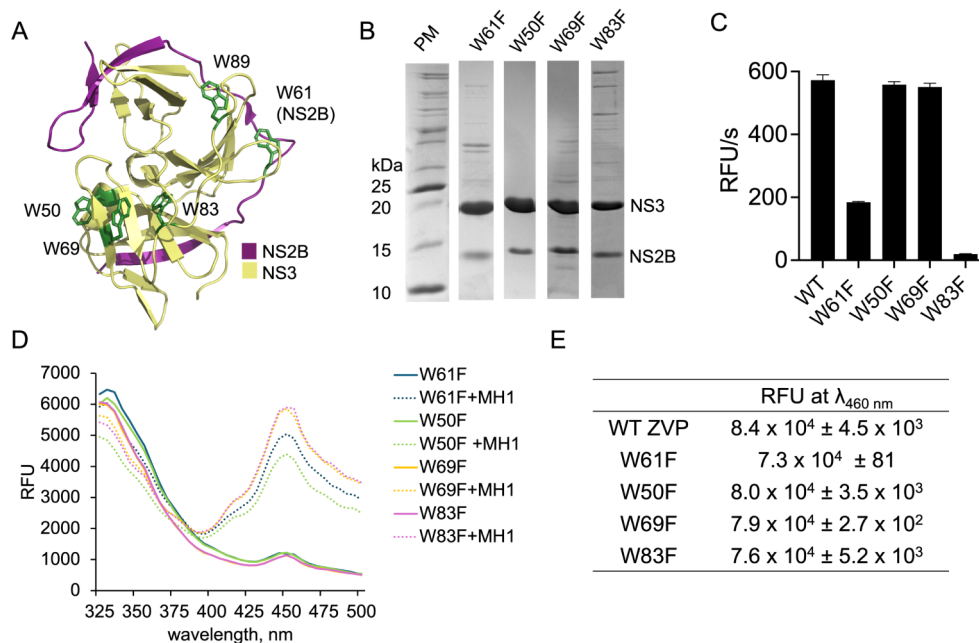 A
W89
W61
(NS2B)
W50
W83
W69
NS2B
NS3
B
PM
W61F
W50F
W69F
W83F
kDa
25
20
15
10
NS3
NS2B
C
RFU/s
600
400
200
0
WT
W61F
W50F
W69F
W83F
D
RFU
7000
6000
5000
4000
3000
2000
1000
0
325 350 375 400 425 450 475 500
wavelength, nm
W61F
W61F+MH1
W50F
W50F +MH1
W69F
W69F+MH1
W83F
W83F+MH1
E
RFU at λ460 nm
WT ZVP 8.4 x 10⁴ ± 4.5 x 10³
W61F 7.3 x 10⁴ ± 81
W50F 8.0 x 10⁴ ± 3.5 x 10³
W69F 7.9 x 10⁴ ± 2.7 x 10²
W83F 7.6 x 10⁴ ± 5.2 x 10³